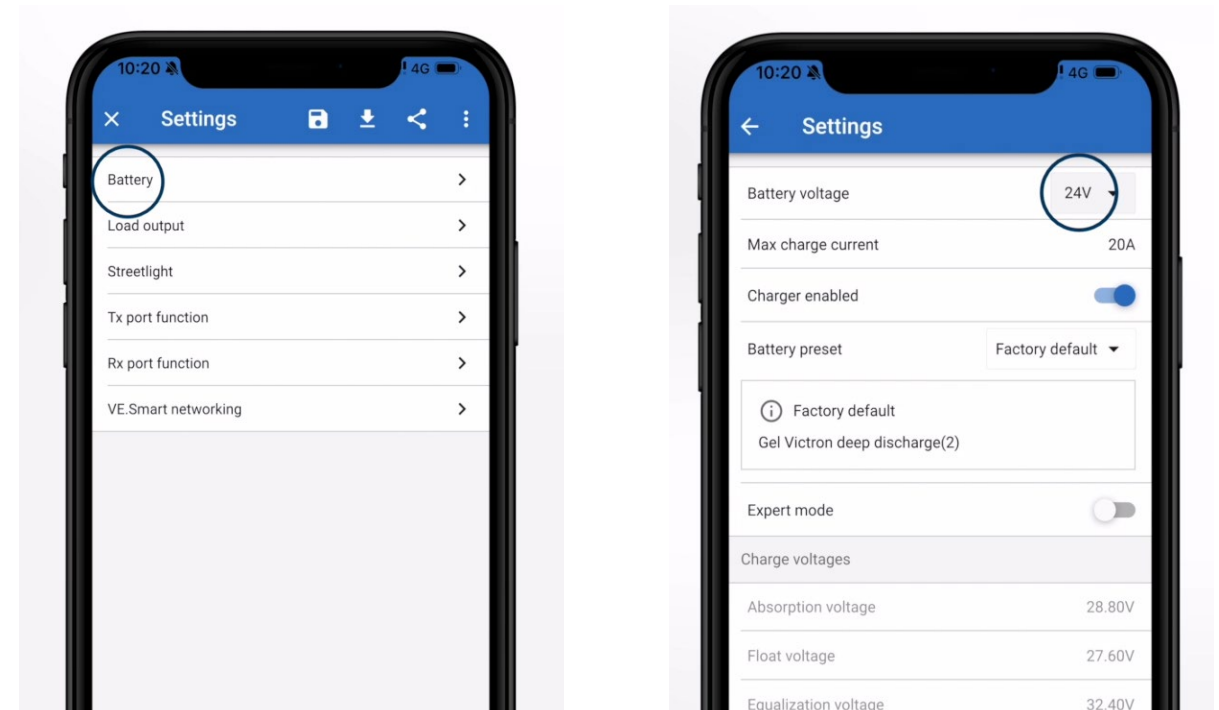 10:20
4G
Settings
Battery
Load output
Streetlight
Tx port function
Rx port function
VE.Smart networking
10:20
4G
Settings
Battery voltage 24V
Max charge current 20A
Charger enabled
Battery preset Factory default
Factory default
Gel Victron deep discharge(2)
Expert mode
Charge voltages
Absorption voltage 28.80V
Float voltage 27.60V
Equalization voltage 32.40V